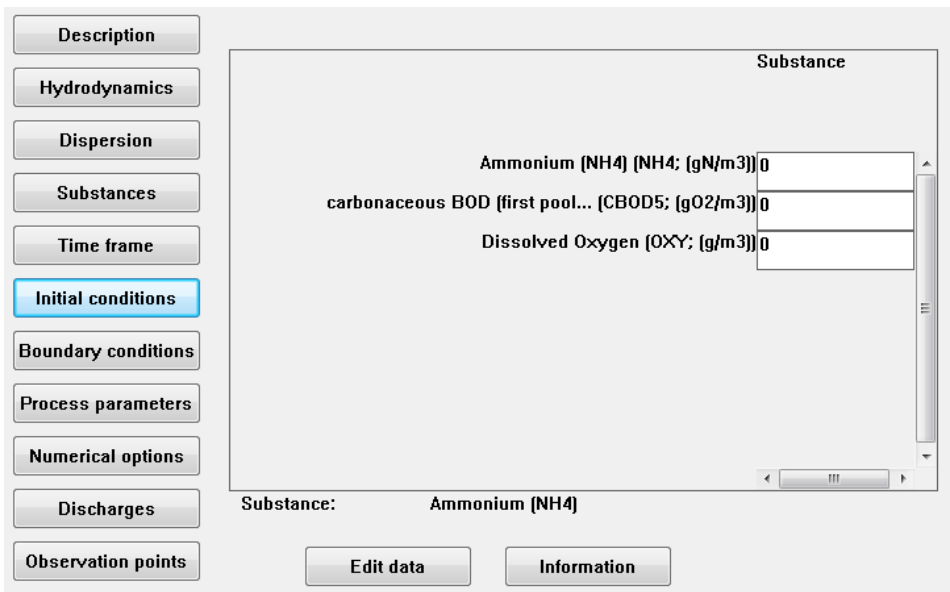 Description
Hydrodynamics
Dispersion
Substances
Time frame
Initial conditions
Boundary conditions
Process parameters
Numerical options
Discharges
Observation points
Substance
Ammonium (NH4) (NH4; (gN/m3)) 0
carbonaceous BOD (first pool... (CBOD5; (gO2/m3)) 0
Dissolved Oxygen (OXY; (g/m3)) 0
Substance: Ammonium (NH4)
Edit data
Information